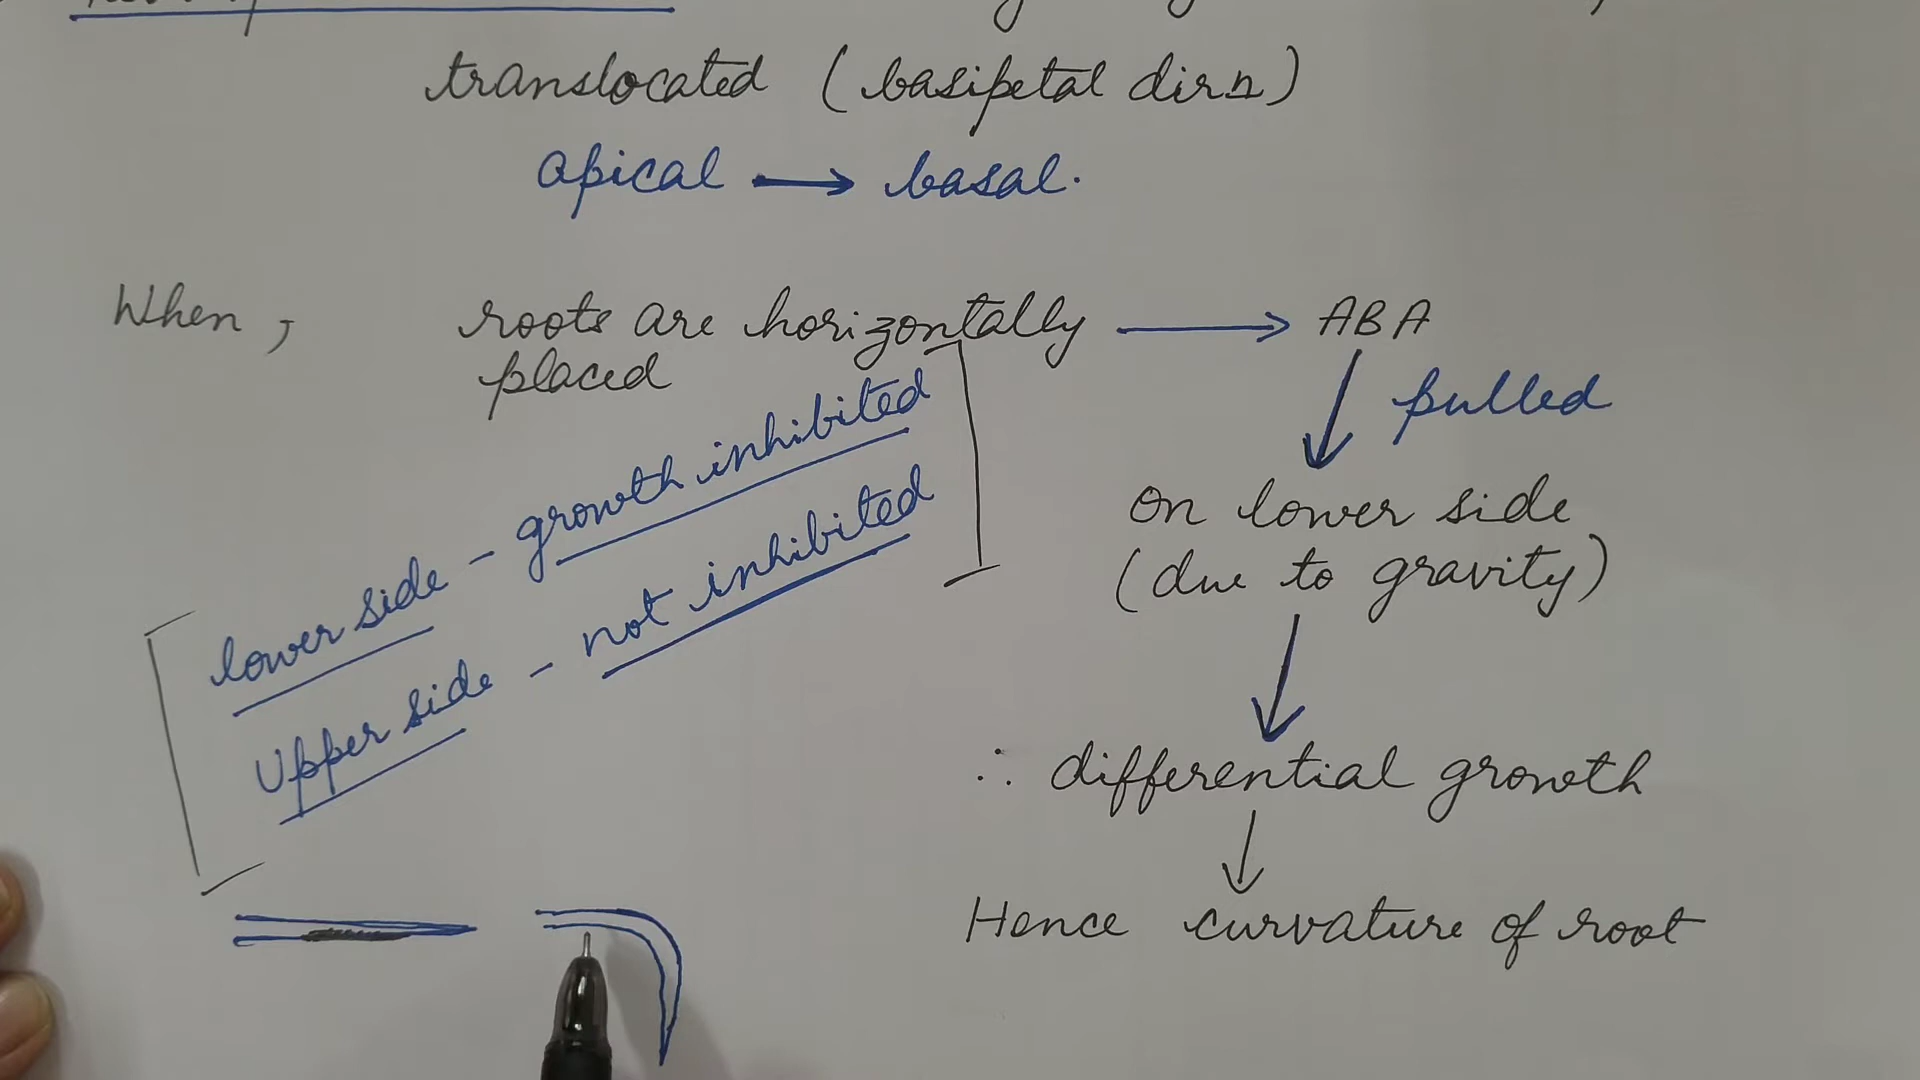 translocated (basipetal dirn)
apical → basal.
When, roots are horizontally → ABA
placed
pulled
lower side - growth inhibited
Upper side - not inhibited
on lower side
(due to gravity)
∴ differential growth
Hence curvature of root